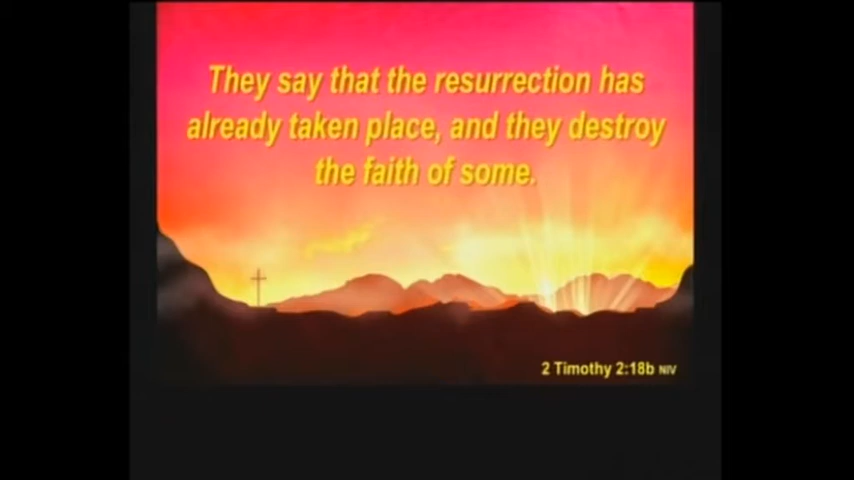 They say that the resurrection has
already taken place, and they destroy
the faith of some.
2 Timothy 2:18b NIV